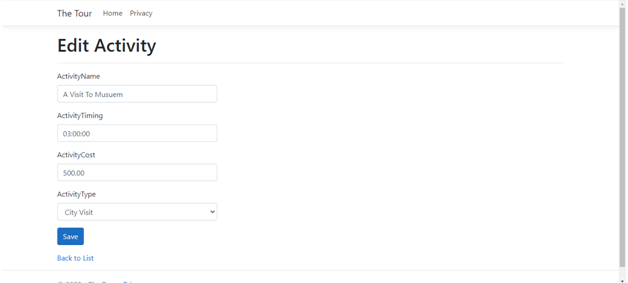 The Tour Home Privacy
Edit Activity
ActivityName
A Visit To Musuem
ActivityTiming
03:00:00
ActivityCost
500.00
ActivityType
City Visit
Save
Back to List